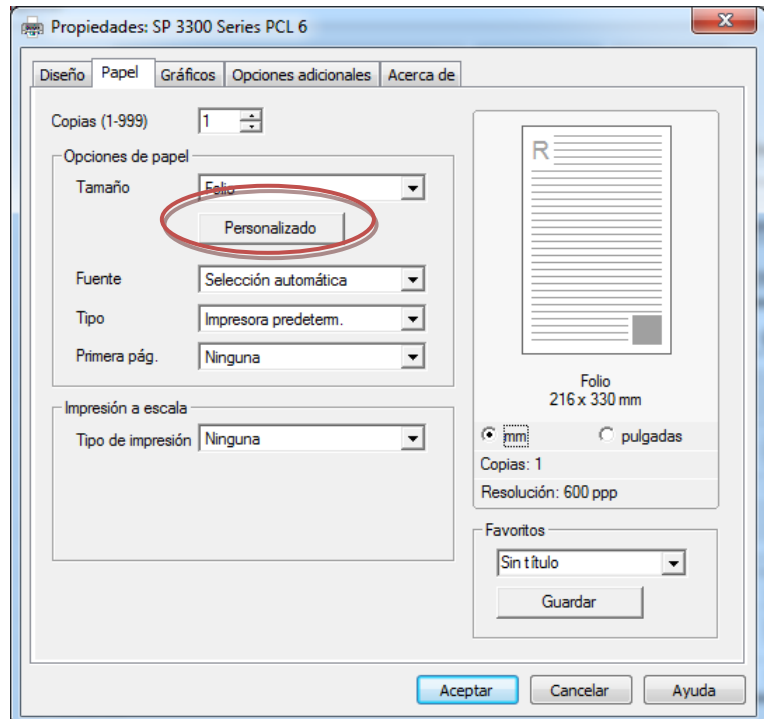 Propiedades: SP 3300 Series PCL 6
Diseño Papel Gráficos Opciones adicionales Acerca de
Copias (1-999) 1
Opciones de papel
Tamaño Folio
Personalizado
Fuente Selección automática
Tipo Impresora predeterm.
Primera pág. Ninguna
Impresión a escala
Tipo de impresión Ninguna
R
Folio
216 x 330 mm
mm pulgadas
Copias: 1
Resolución: 600 ppp
Favoritos
Sin título
Guardar
Aceptar Cancelar Ayuda